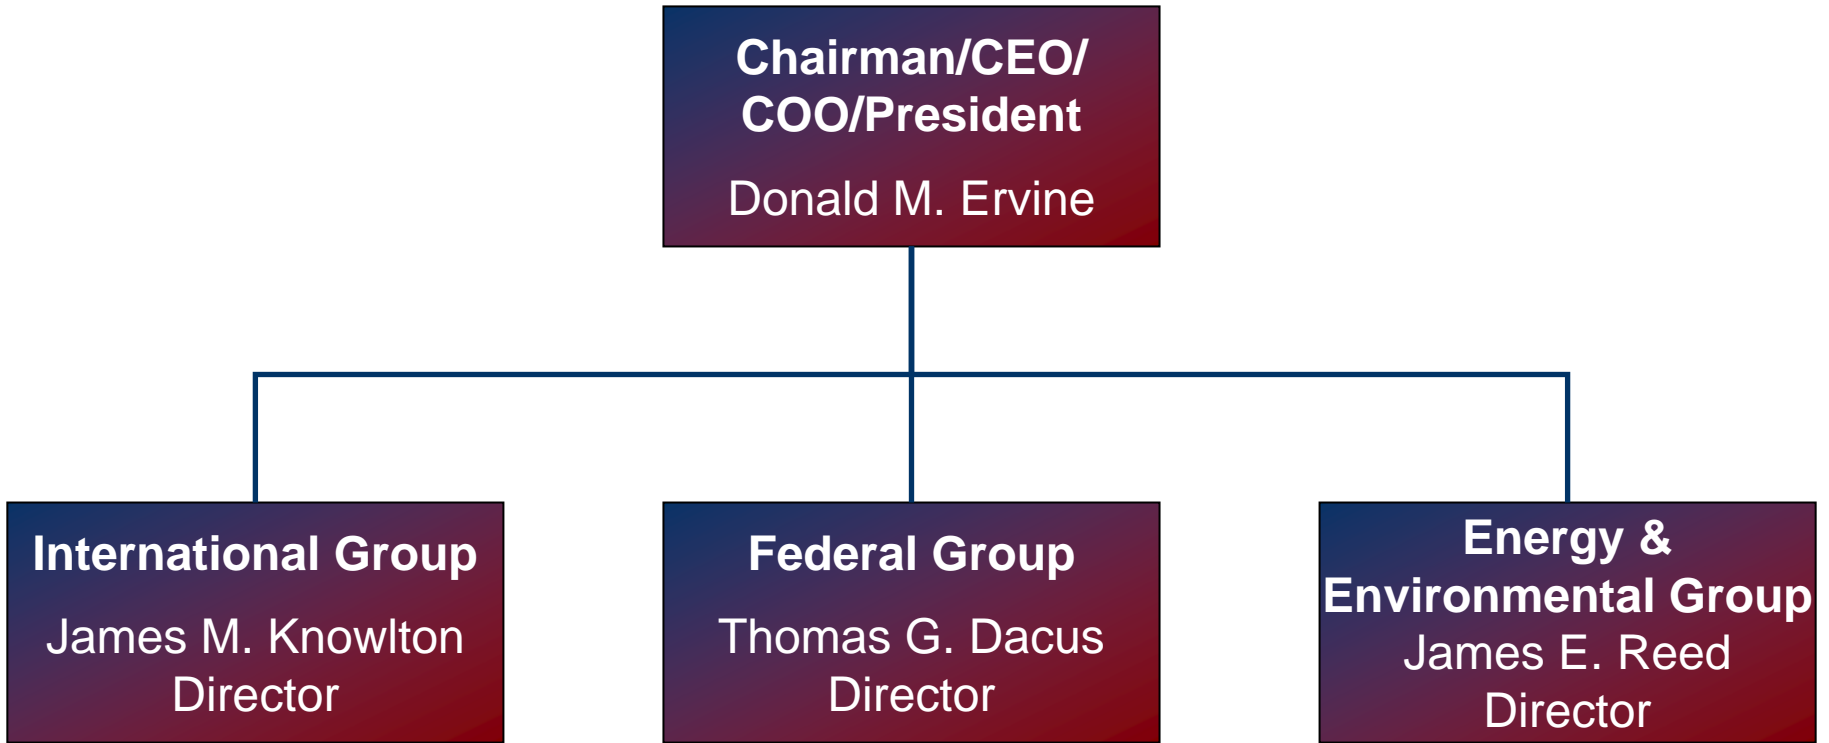 Chairman/CEO/
COO/President
Donald M. Ervine
International Group
James M. Knowlton
Director
Federal Group
Thomas G. Dacus
Director
Energy &
Environmental Group
James E. Reed
Director